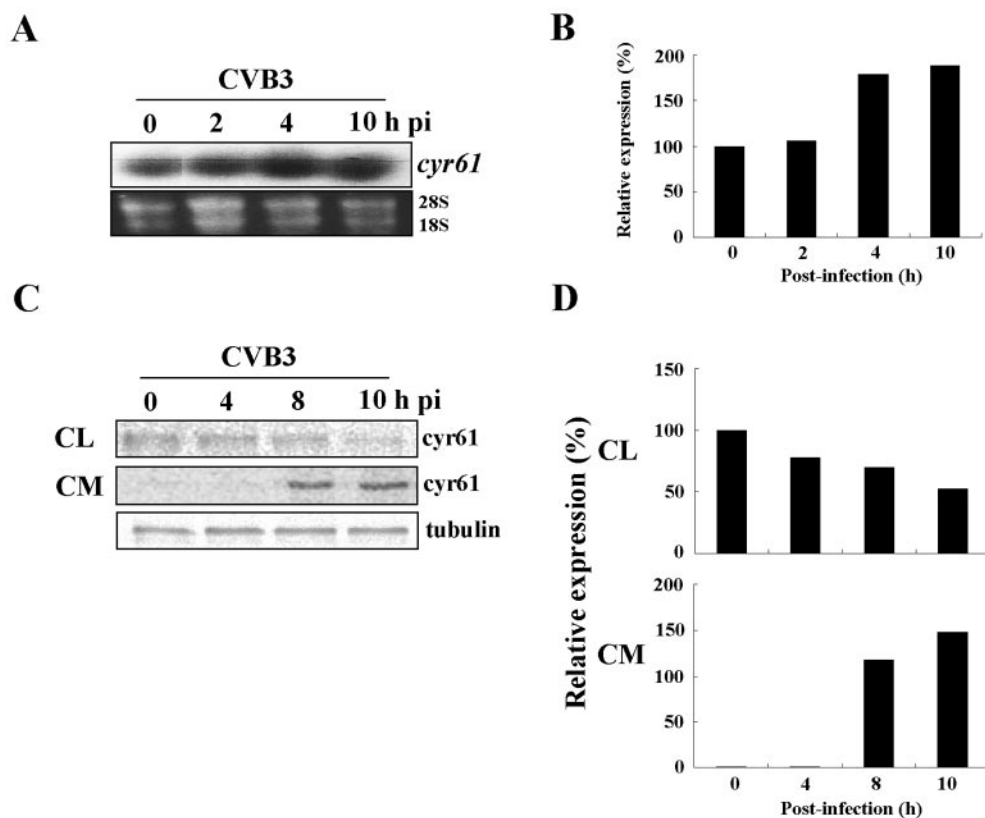 A
CVB3
0 2 4 10 h pi
cyr61
28S
18S
B
Relative expression (%)
200
150
100
50
0
0 2 4 10
Post-infection (h)
C
CVB3
0 4 8 10 h pi
CL cyr61
CM cyr61
tubulin
D
Relative expression (%)
CL
150
100
50
0
CM
200
150
100
50
0
0 4 8 10
Post-infection (h)